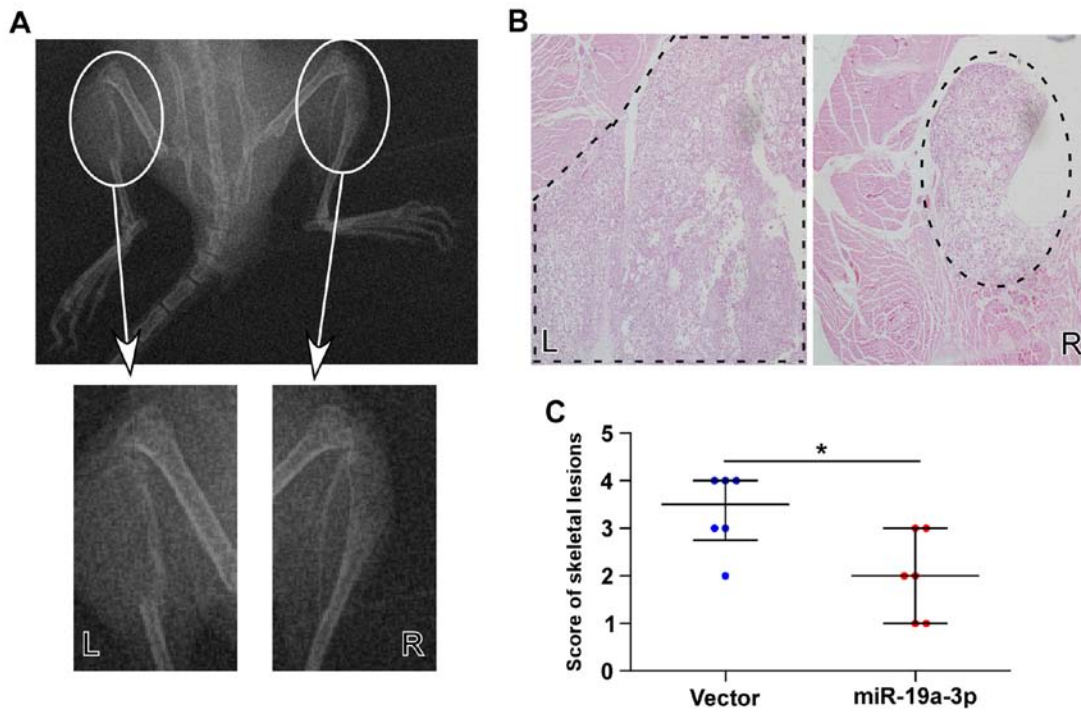 A
L
R
B
L
R
C
*
Score of skeletal lesions
5
4
3
2
1
0
Vector
miR-19a-3p